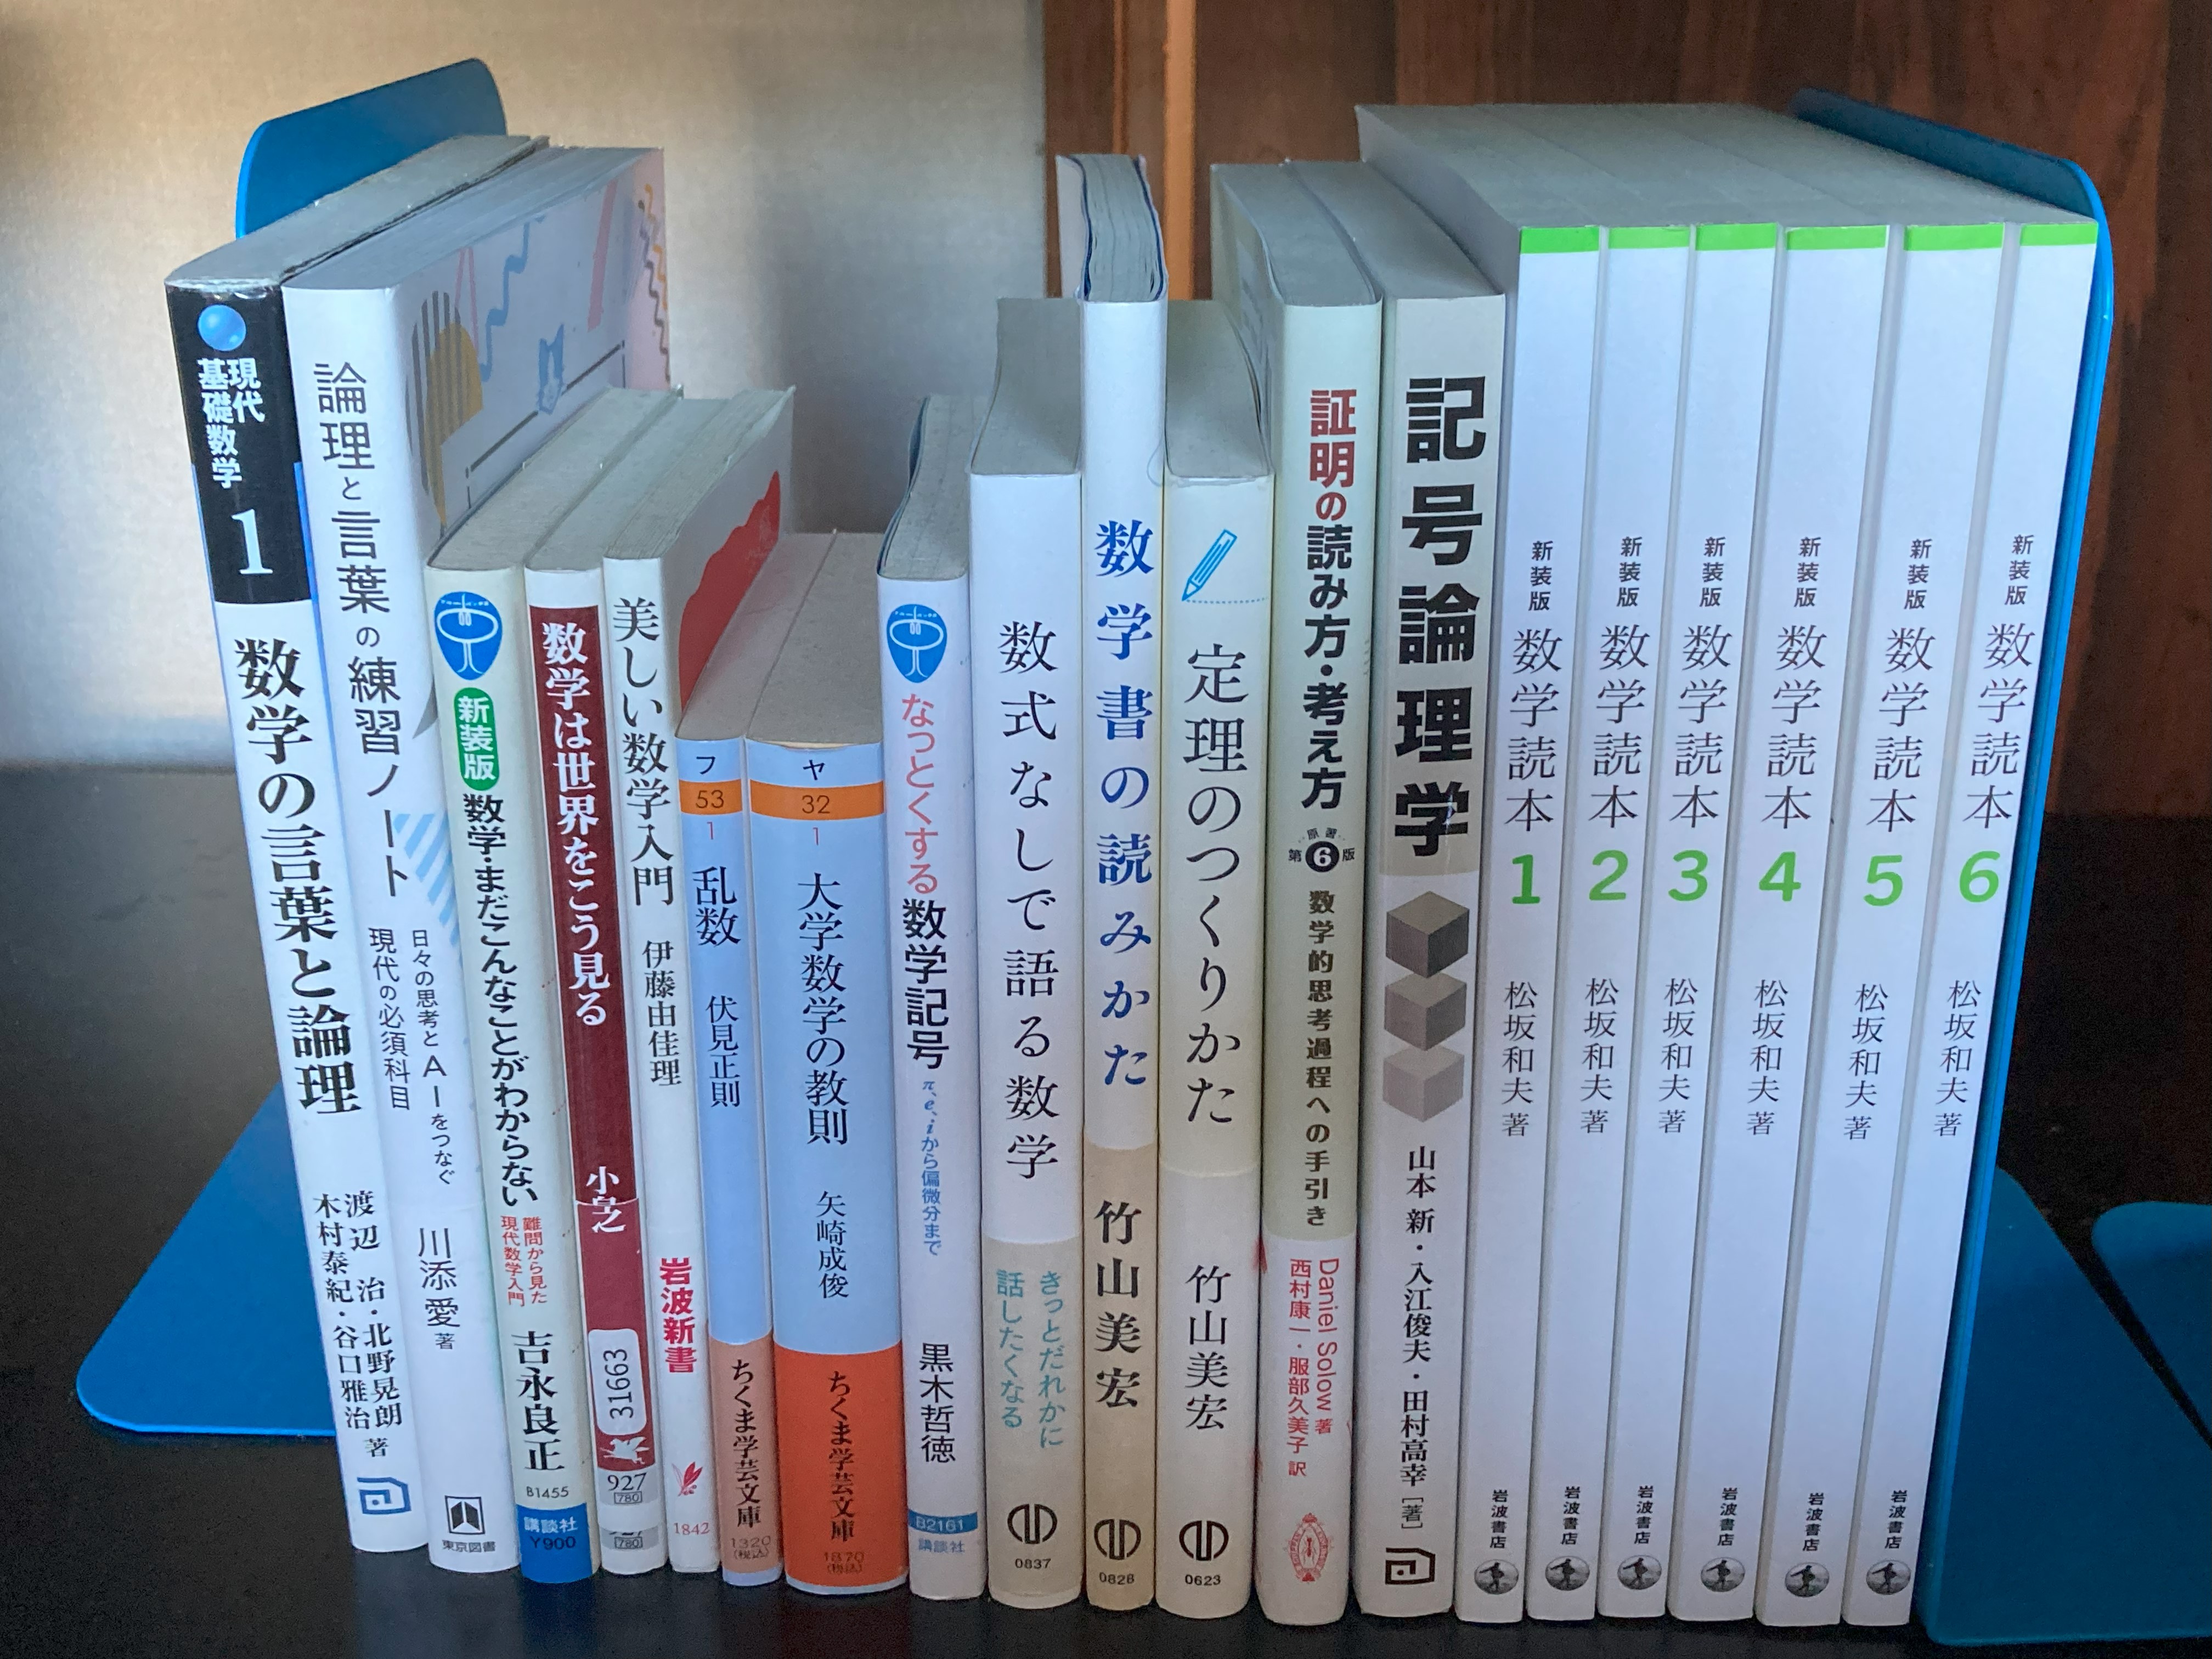 現代
基礎数学
1
数学の言葉と論理
渡辺 治・北野晃朗
木村泰紀・谷口雅治 著
論理と言葉の練習ノート
日々の思考とAIをつなぐ
現代の必須科目
川添 愛 著
東京図書
新装版
数学・まだこんなことがわからない
難問から見た
現代数学入門
吉永良正
B1455
講談社
Y900
数学は世界をこう見る
31663
927
780
780
美しい数学入門
伊藤由佳理
岩波新書
1842
フ
53
1
乱数
伏見正則
ちくま学芸文庫
1320
(税込)
ヤ
32
1
大学数学の教則
矢崎成俊
ちくま学芸文庫
1870
(税込)
なっとくする
数学記号
π、e、iから偏微分まで
黒木哲徳
B2161
講談社
数式なしで語る数学
きっとだれかに
話したくなる
0837
数学書の読みかた
竹山美宏
0828
定理のつくりかた
竹山美宏
0623
証明の読み方・考え方
原著
第6版
数学的思考過程への手引き
Daniel Solow 著
西村康一・服部久美子 訳
記号論理学
山本 新・入江俊夫・田村高幸[著]
新装版
数学読本
1
松坂和夫 著
岩波書店
新装版
数学読本
2
松坂和夫 著
岩波書店
新装版
数学読本
3
松坂和夫 著
岩波書店
新装版
数学読本
4
松坂和夫 著
岩波書店
新装版
数学読本
5
松坂和夫 著
岩波書店
新装版
数学読本
6
松坂和夫 著
岩波書店